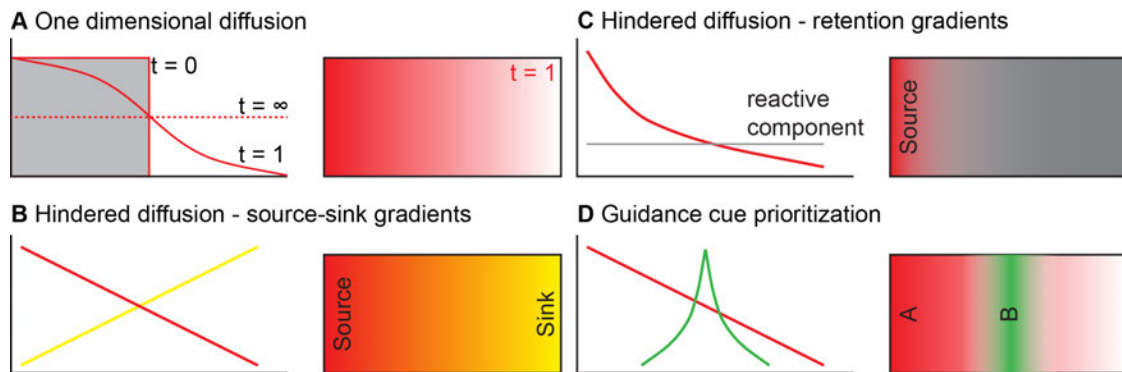 A One dimensional diffusion
t = 0
t = ∞
t = 1
t = 1
B Hindered diffusion - source-sink gradients
Source
Sink
C Hindered diffusion - retention gradients
reactive
component
Source
D Guidance cue prioritization
A
B